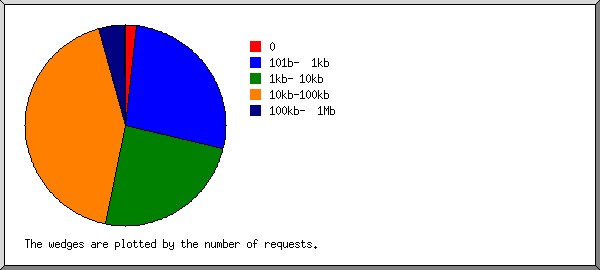 0
101b-  1kb
1kb- 10kb
10kb-100kb
100kb-  1Mb
The wedges are plotted by the number of requests.